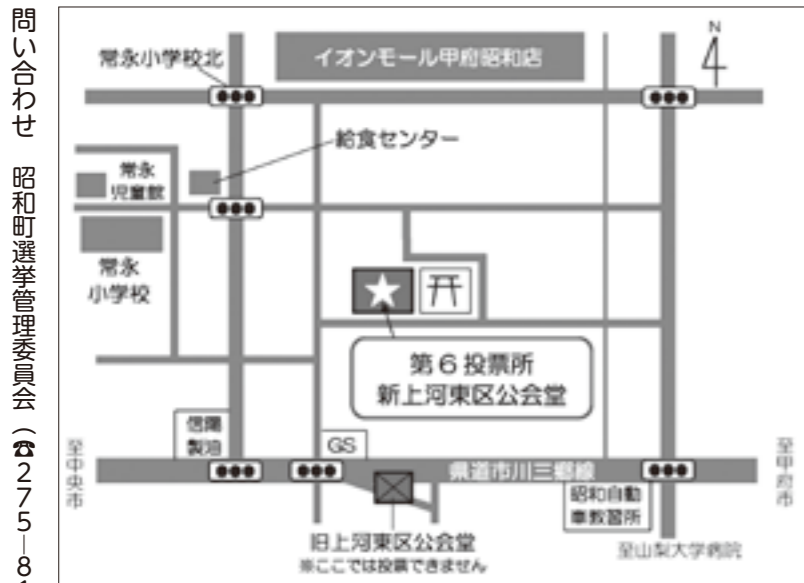 問い合わせ 昭和町選挙管理委員会（☎275－81
常永小学校北
イオンモール甲府昭和店
N
給食センター
常永
児童館
常永
小学校
第６投票所
新上河東区公会堂
信陽
製油
GS
至中央市
県道市川三郷線
至甲府市
昭和自動
車教習所
旧上河東区公会堂
※ここでは投票できません
至山梨大学病院